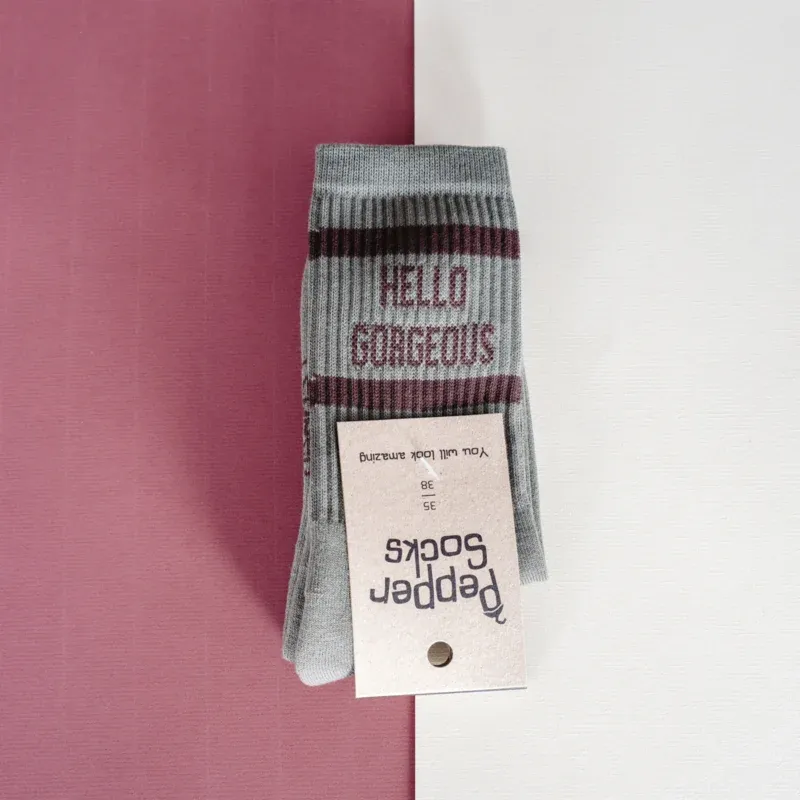 HELLO
GORGEOUS
Pepper
Socks
35
38
You will look amazing